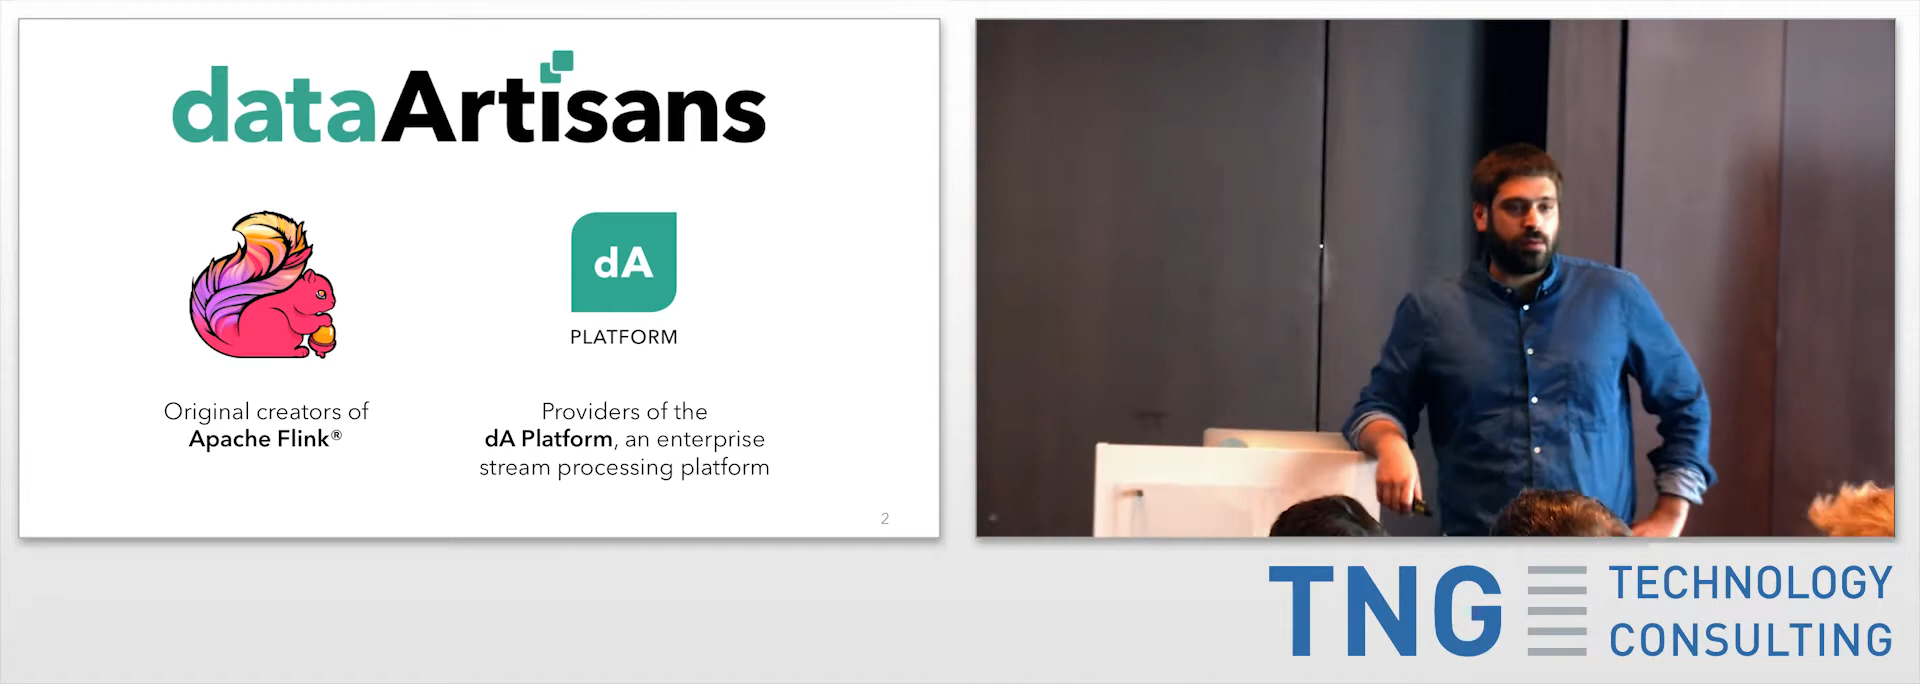 dataArtisans
dA
PLATFORM
Original creators of
Apache Flink®
Providers of the
dA Platform, an enterprise
stream processing platform
2
TNG TECHNOLOGY
CONSULTING